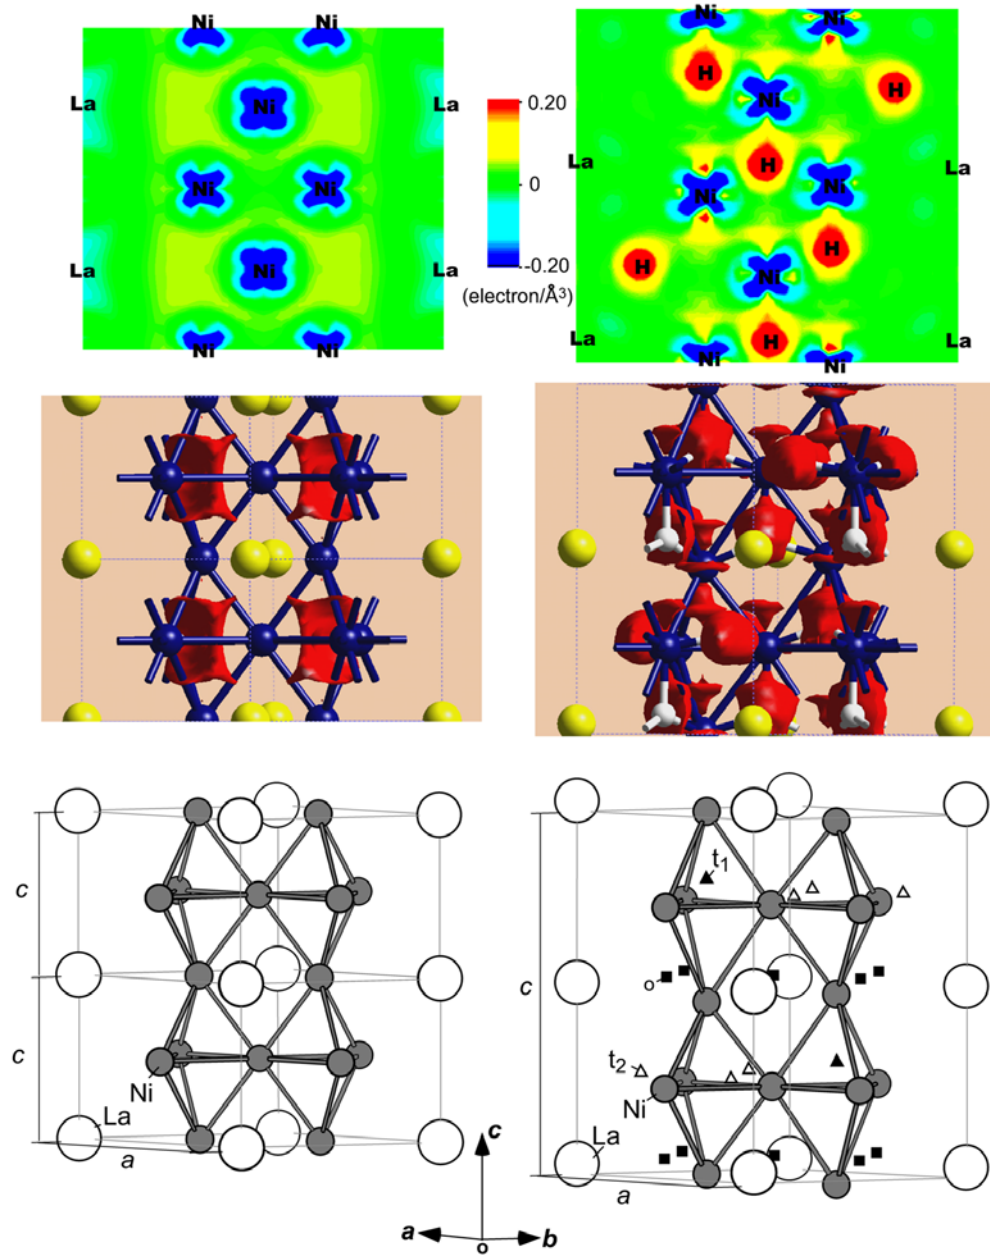 Ni Ni
La Ni La
Ni Ni
La Ni La
Ni Ni
0.20
0
-0.20
(electron/Å³)
Ni Ni
H H
Ni
La H La
Ni Ni
H H
Ni
La H La
Ni Ni
c
c
Ni
La
a
t₁
c
o
t₂
Ni
La
a
c
a o b